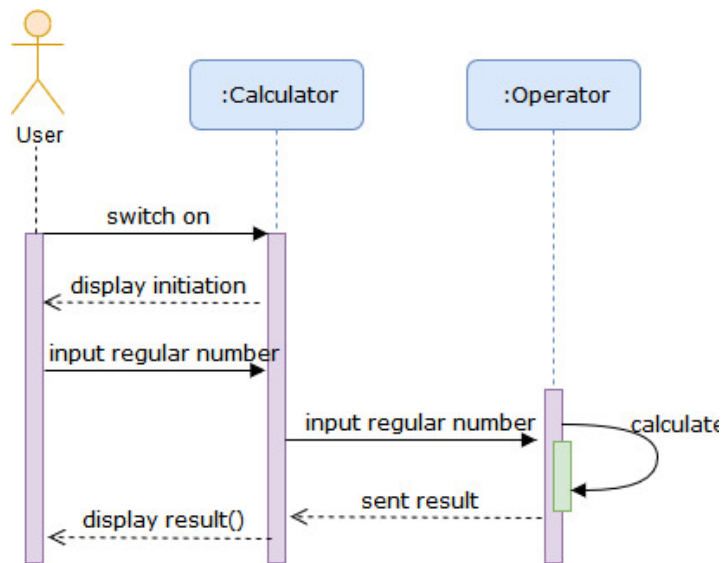 :Calculator
:Operator
User
switch on
display initiation
input regular number
input regular number
calculate
sent result
display result()